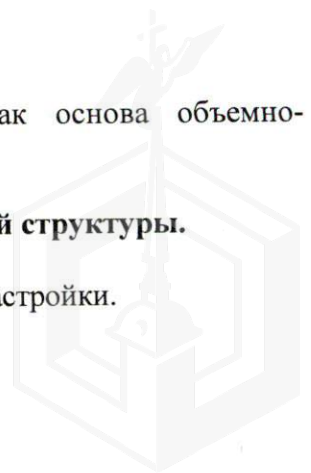 ак основа объемно-
й структуры.
астройки.